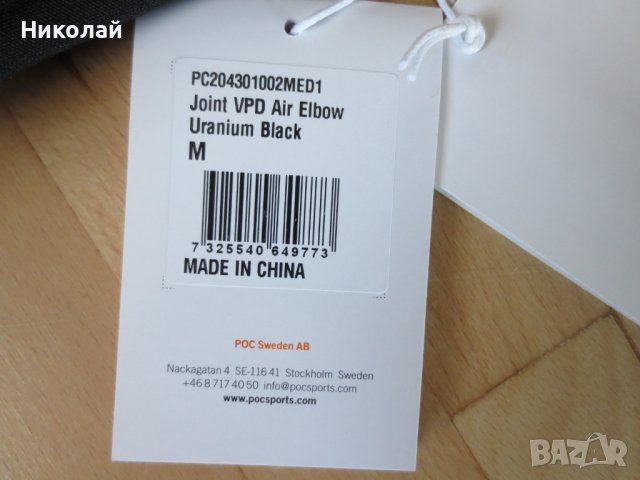 Николай
PC204301002MED1
Joint VPD Air Elbow
Uranium Black
M
7 325540 649773
MADE IN CHINA
POC Sweden AB
Nackagatan 4 SE-116 41 Stockholm Sweden
+46 8 717 40 50 info@pocsports.com
www.pocsports.com
BAZAR